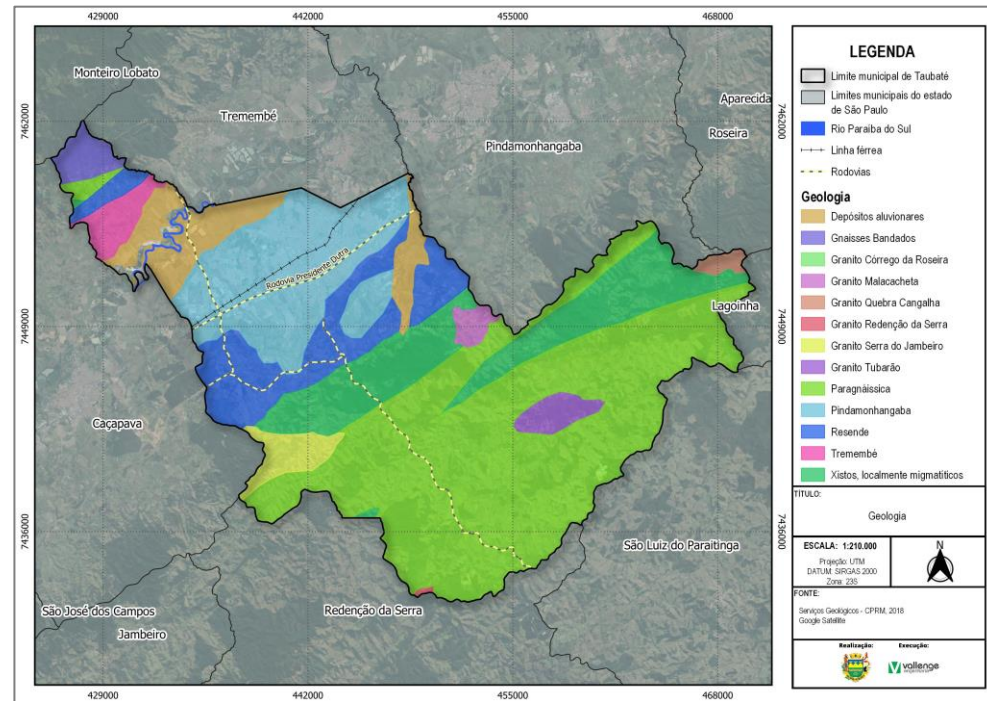 429000 442000 455000 468000
Monteiro Lobato
Tremembé
Aparecida
7462000
7462000
Roseira
Pindamonhangaba
Rodovia Presidente Dutra
Lagoinha
7449000
7449000
Caçapava
7436000
7436000
São Luiz do Paraitinga
São José dos Campos
Redenção da Serra
Jambeiro
429000 442000 455000 468000
LEGENDA
Limite municipal de Taubaté
Limites municipais do estado
de São Paulo
Rio Paraiba do Sul
Linha férrea
Rodovias
Geologia
Depósitos aluvionares
Gnaisses Bandados
Granito Córrego da Roseira
Granito Malacacheta
Granito Quebra Cangalha
Granito Redenção da Serra
Granito Serra do Jambeiro
Granito Tubarão
Paragnáissica
Pindamonhangaba
Resende
Tremembé
Xistos, localmente migmatíticos
TÍTULO:
Geologia
ESCALA: 1:210.000
Projeção: UTM
DATUM: SIRGAS 2000
Zona: 23S
N
FONTE:
Serviços Geológicos - CPRM, 2018
Google Satellite
Realização: Execução:
vallenge